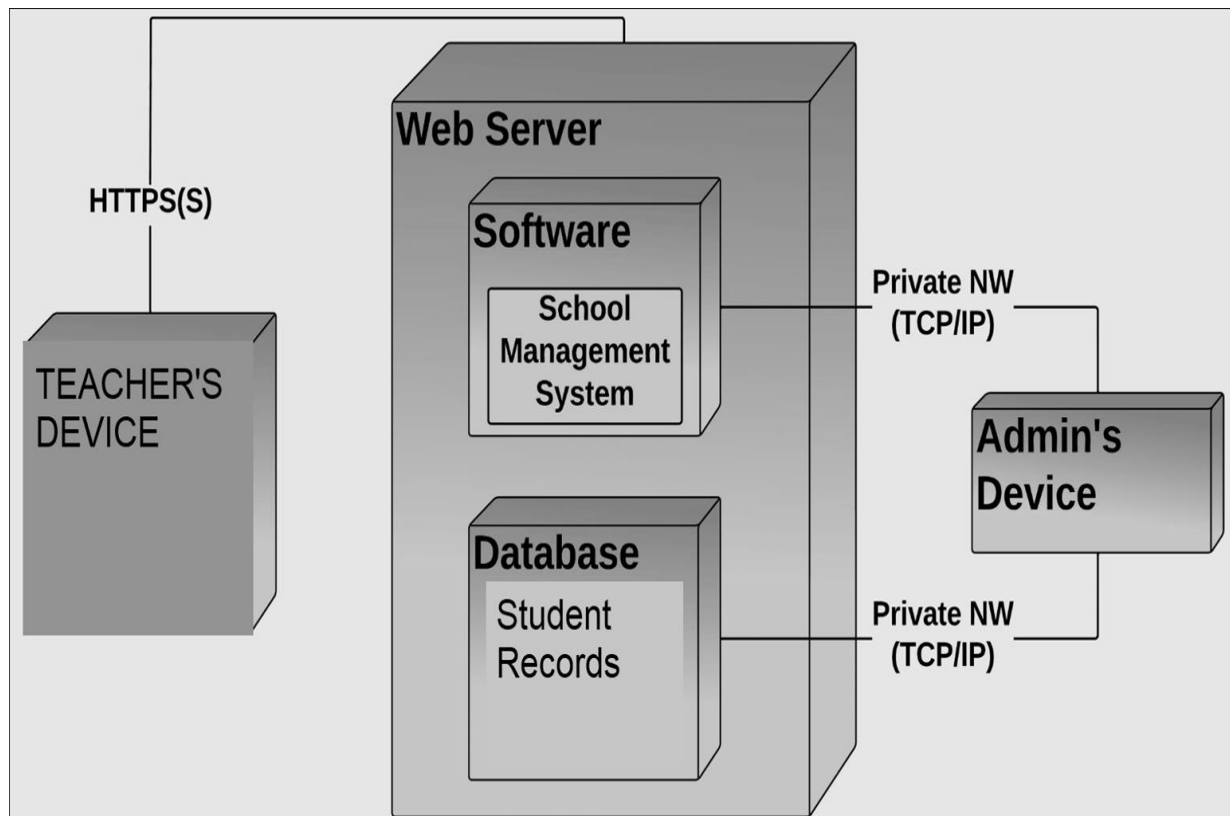 Web Server
HTTPS(S)
Software
School
Management
System
Private NW
(TCP/IP)
TEACHER'S
DEVICE
Admin's
Device
Database
Student
Records
Private NW
(TCP/IP)